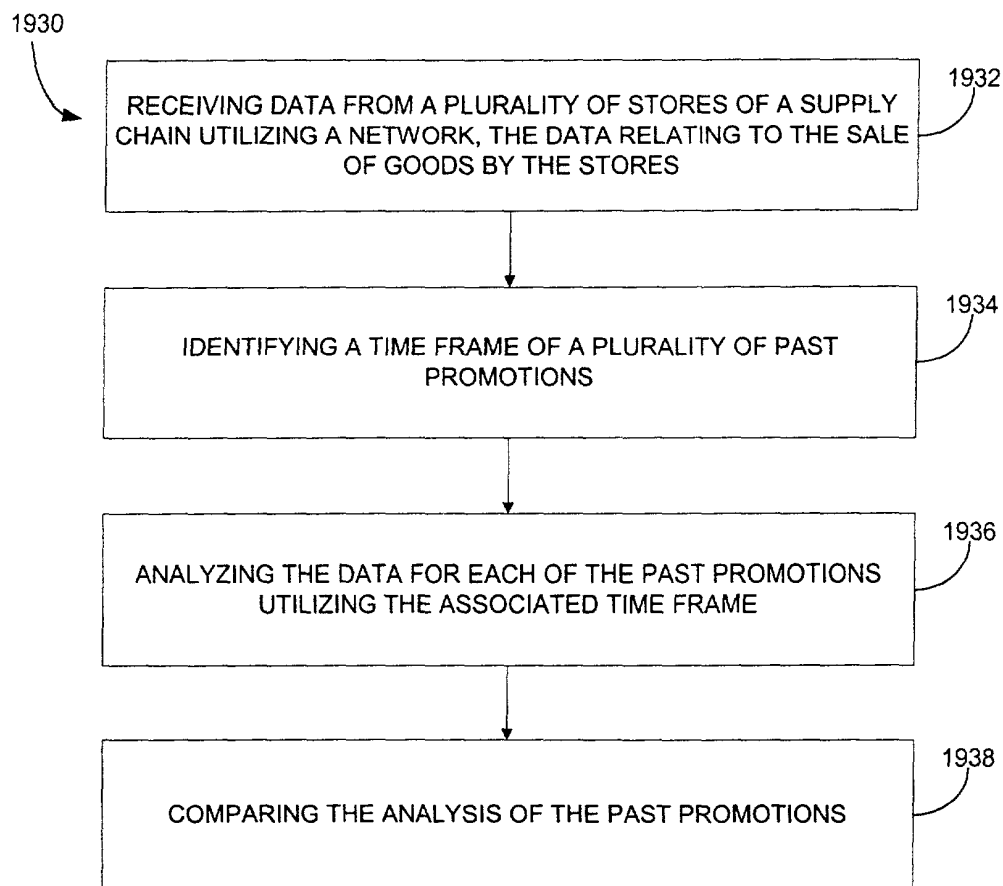 1930
1932
RECEIVING DATA FROM A PLURALITY OF STORES OF A SUPPLY
CHAIN UTILIZING A NETWORK, THE DATA RELATING TO THE SALE
OF GOODS BY THE STORES
1934
IDENTIFYING A TIME FRAME OF A PLURALITY OF PAST
PROMOTIONS
1936
ANALYZING THE DATA FOR EACH OF THE PAST PROMOTIONS
UTILIZING THE ASSOCIATED TIME FRAME
1938
COMPARING THE ANALYSIS OF THE PAST PROMOTIONS